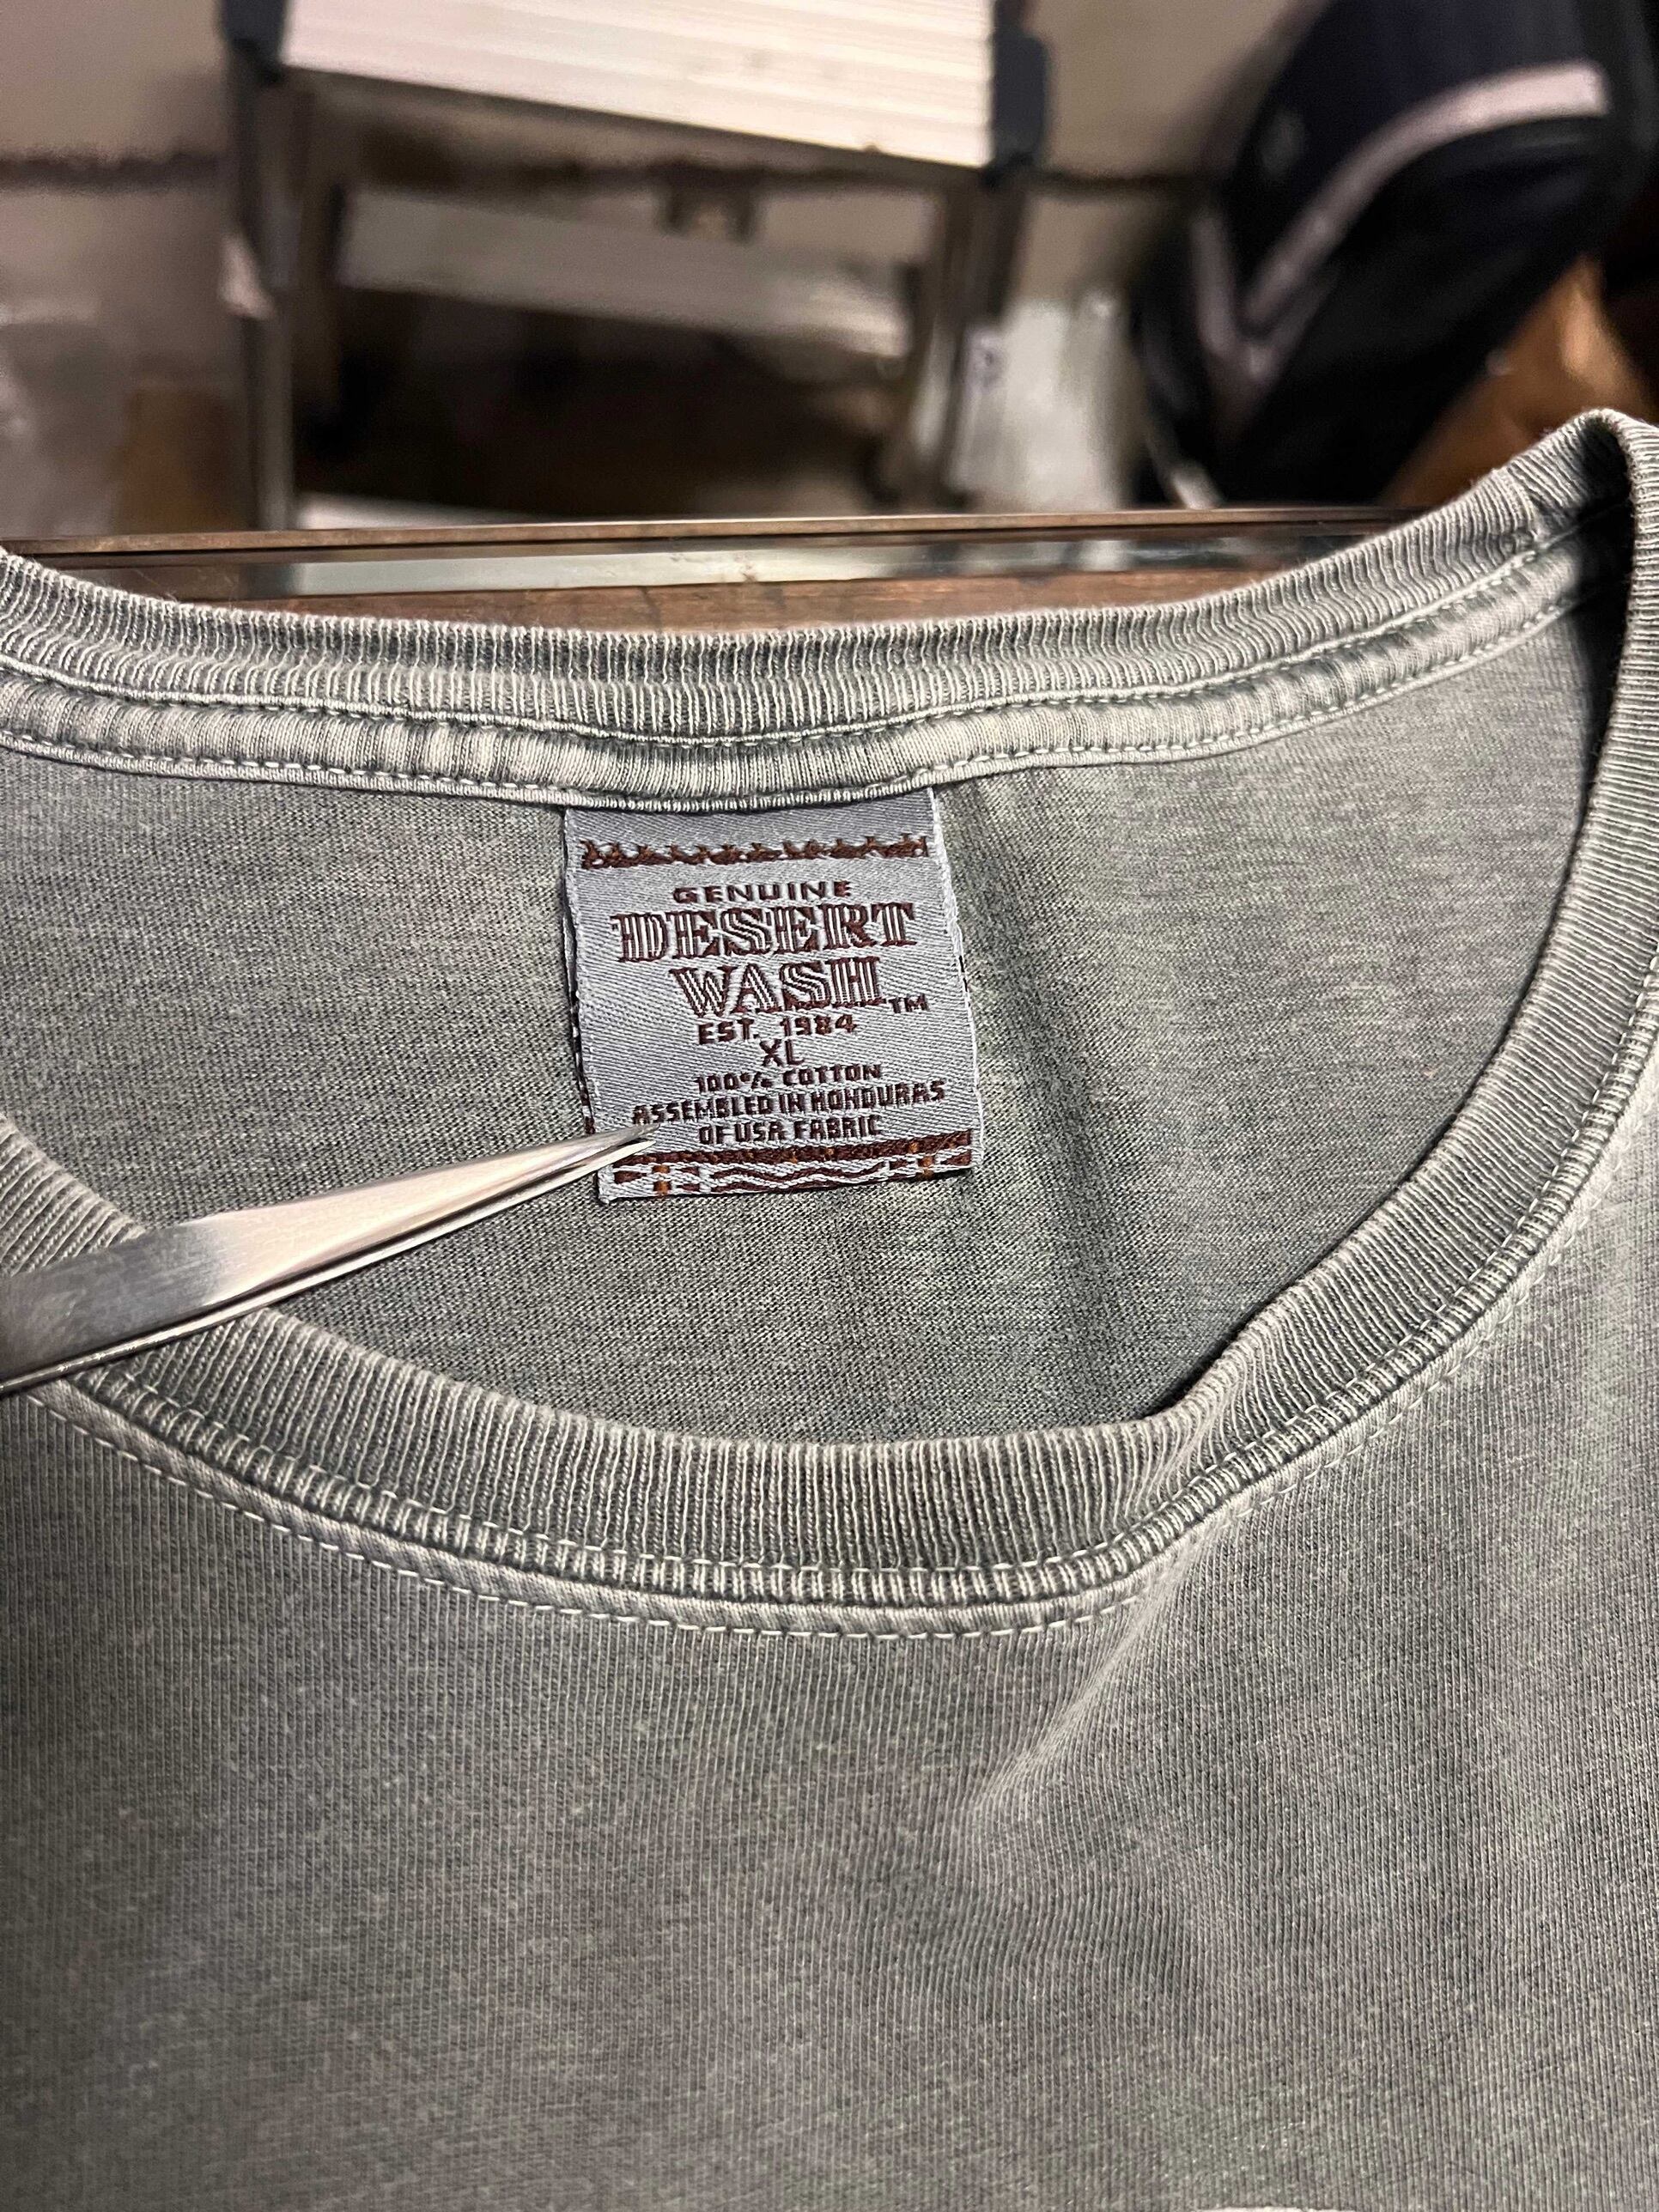 GENUINE
DESERT
WASH™
EST. 1984
XL
100% COTTON
ASSEMBLED IN HONDURAS
OF USA FABRIC